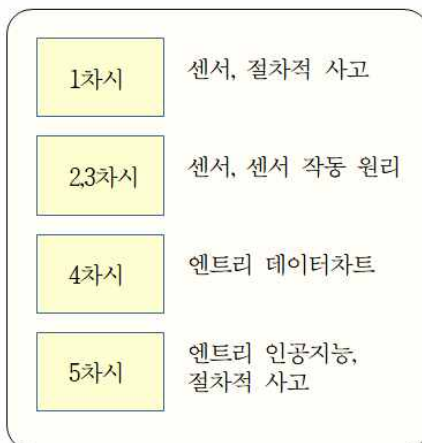 1차시
센서, 절차적 사고
2,3차시
센서, 센서 작동 원리
4차시
엔트리 데이터차트
5차시
엔트리 인공지능,
절차적 사고